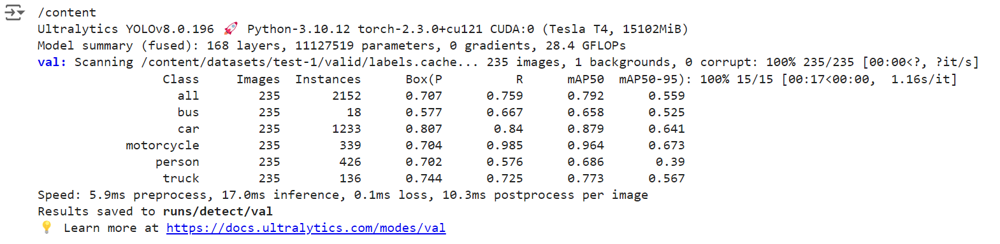 /content
Ultralytics YOLOv8.0.196 🚀 Python-3.10.12 torch-2.3.0+cu121 CUDA:0 (Tesla T4, 15102MiB)
Model summary (fused): 168 layers, 11127519 parameters, 0 gradients, 28.4 GFLOPs
val: Scanning /content/datasets/test-1/valid/labels.cache... 235 images, 1 backgrounds, 0 corrupt: 100% 235/235 [00:00<?, ?it/s]
Class Images Instances Box(P R mAP50 mAP50-95): 100% 15/15 [00:17<00:00, 1.16s/it]
all 235 2152 0.707 0.759 0.792 0.559
bus 235 18 0.577 0.667 0.658 0.525
car 235 1233 0.807 0.84 0.879 0.641
motorcycle 235 339 0.704 0.985 0.964 0.673
person 235 426 0.702 0.576 0.686 0.39
truck 235 136 0.744 0.725 0.773 0.567
Speed: 5.9ms preprocess, 17.0ms inference, 0.1ms loss, 10.3ms postprocess per image
Results saved to runs/detect/val
💡 Learn more at https://docs.ultralytics.com/modes/val